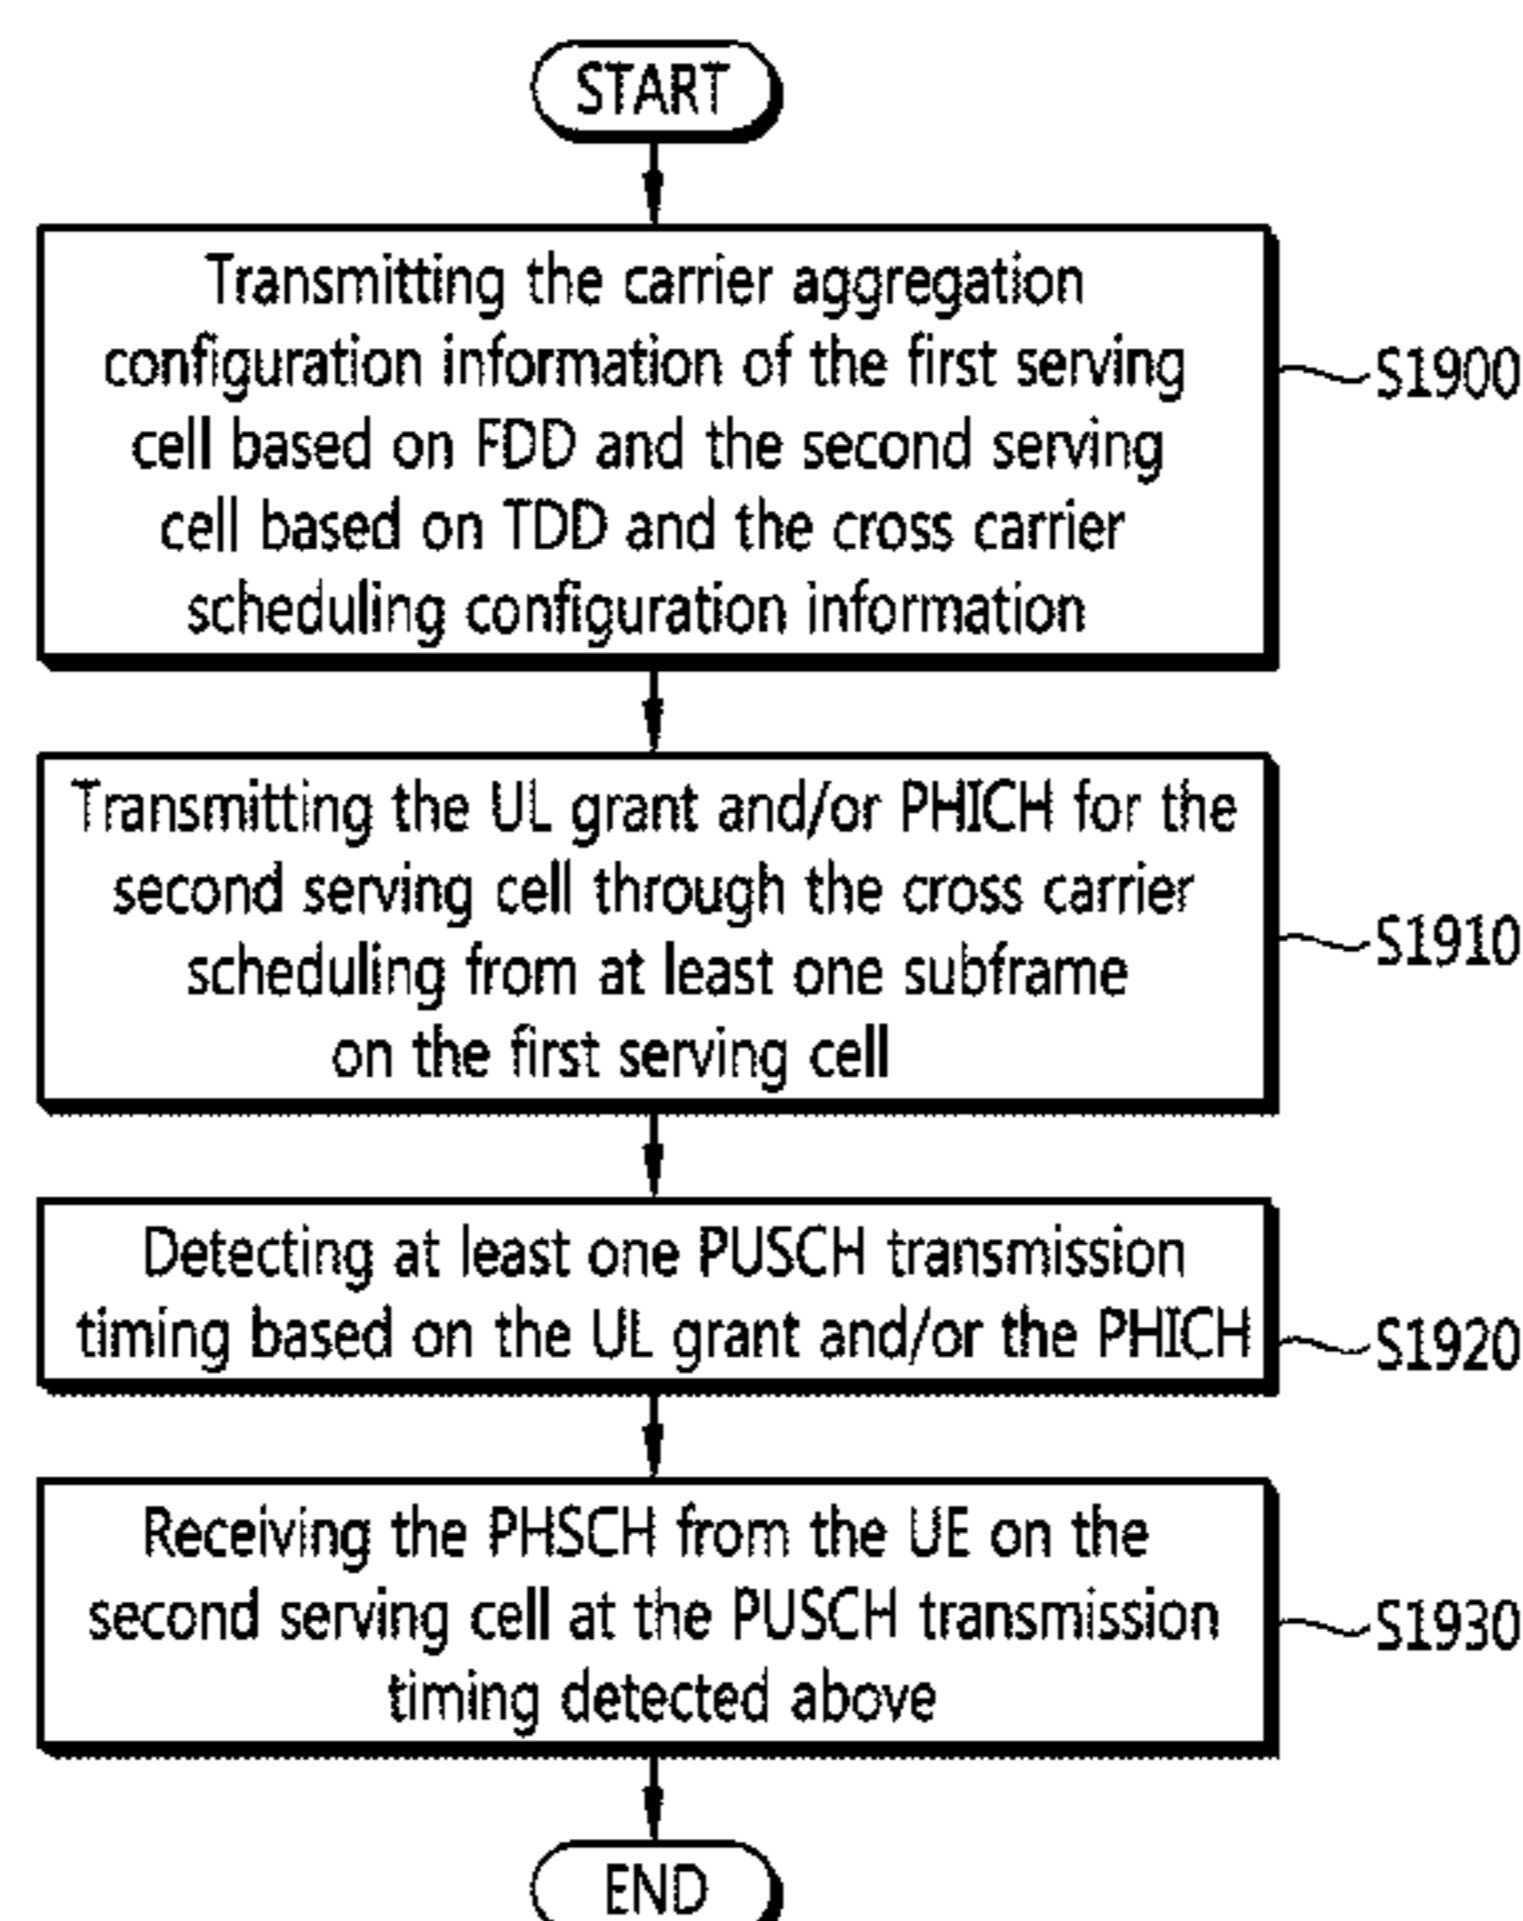 START
Transmitting the carrier aggregation
configuration information of the first serving
cell based on FDD and the second serving
cell based on TDD and the cross carrier
scheduling configuration information
S1900
Transmitting the UL grant and/or PHICH for the
second serving cell through the cross carrier
scheduling from at least one subframe
on the first serving cell
S1910
Detecting at least one PUSCH transmission
timing based on the UL grant and/or the PHICH
S1920
Receiving the PHSCH from the UE on the
second serving cell at the PUSCH transmission
timing detected above
S1930
END